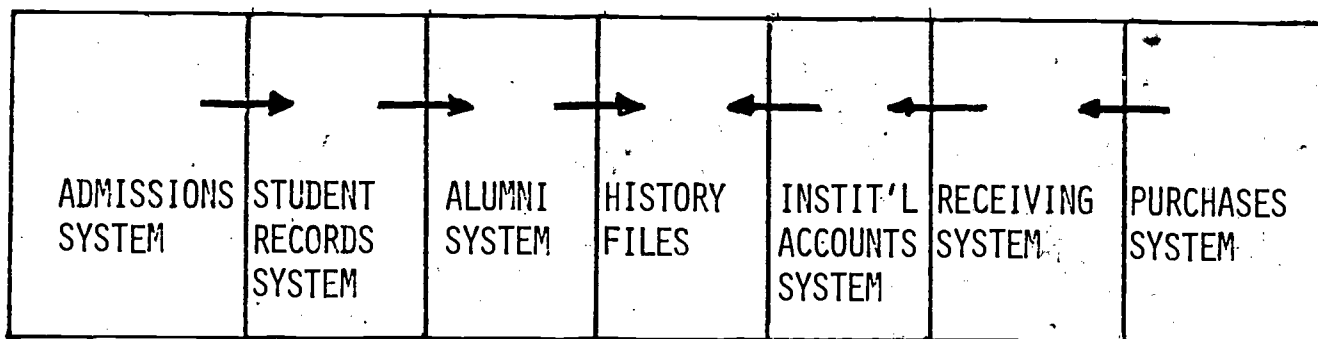 ADMISSIONS
SYSTEM
STUDENT
RECORDS
SYSTEM
ALUMNI
SYSTEM
HISTORY
FILES
INSTIT'L
ACCOUNTS
SYSTEM
RECEIVING
SYSTEM
PURCHASES
SYSTEM